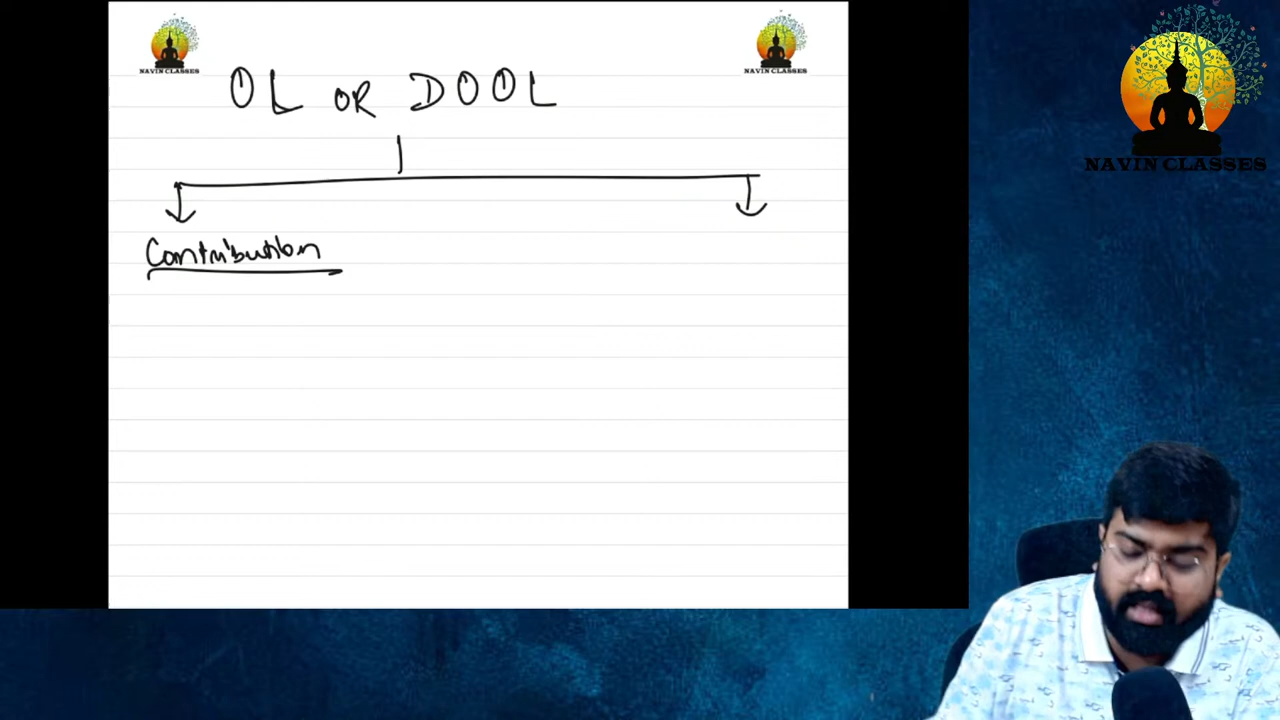 NAVIN CLASSES
NAVIN CLASSES
NAVIN CLASSES
OL OR DOOL
Contribution